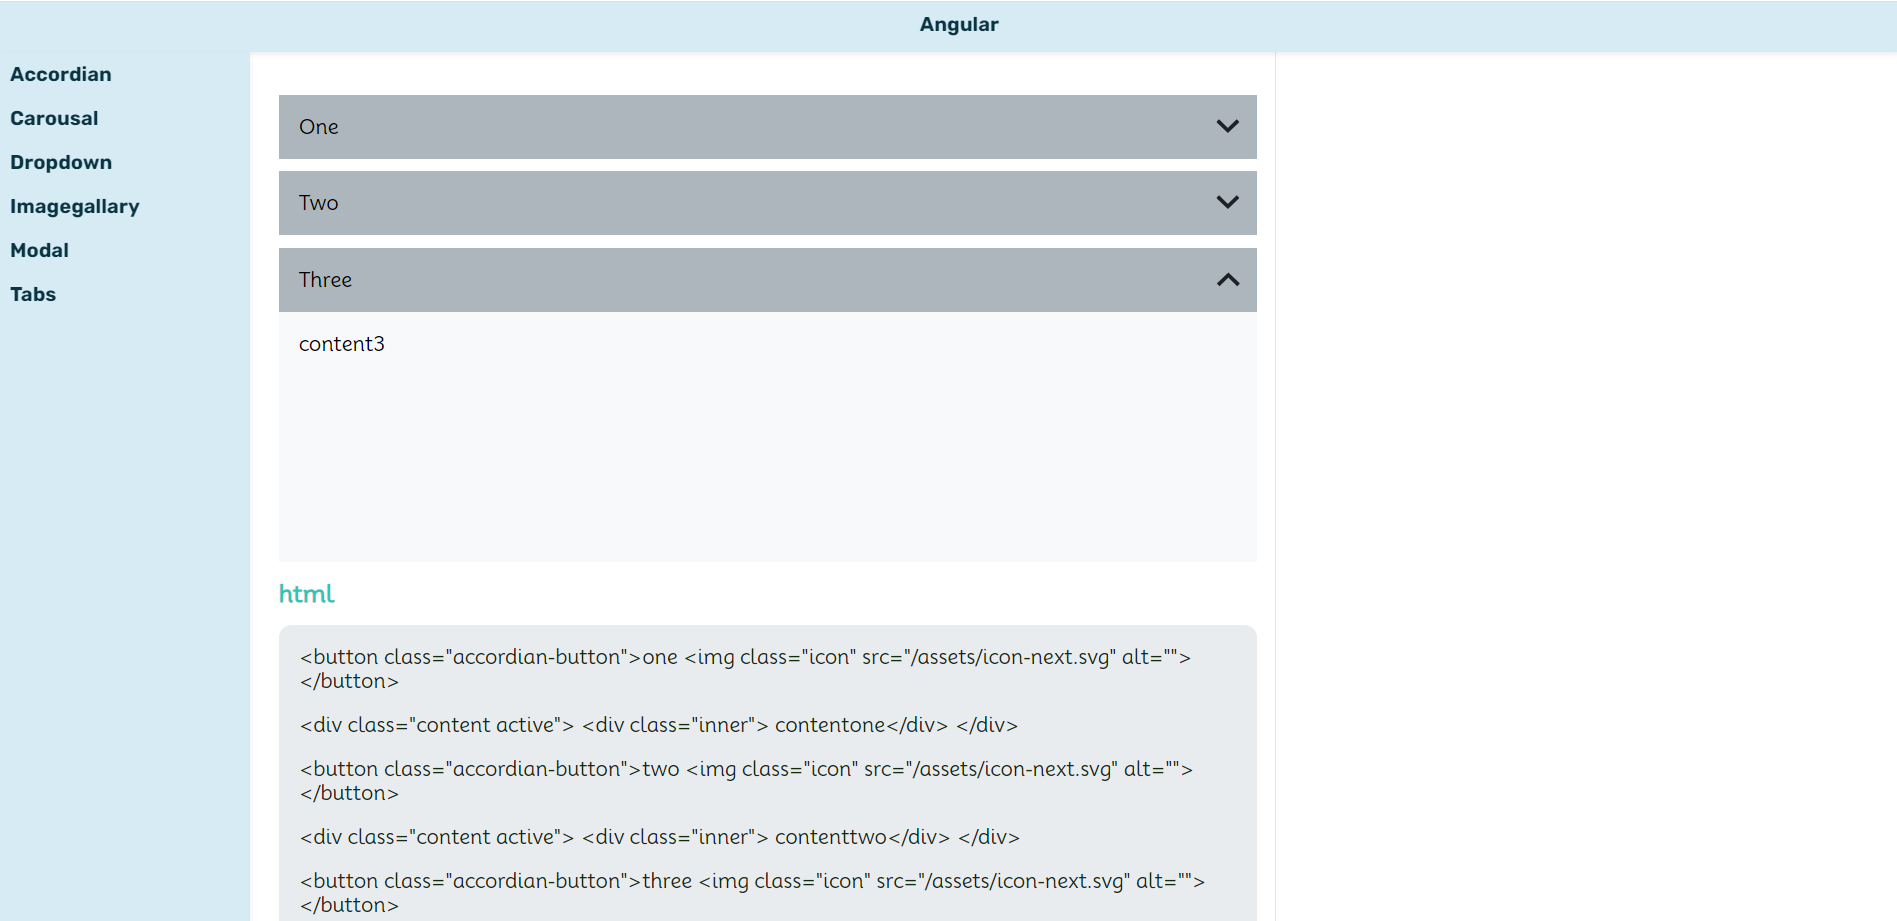 Angular
Accordian
Carousal
Dropdown
Imagegallary
Modal
Tabs
One
Two
Three
content3
html
<button class="accordian-button">one <img class="icon" src="/assets/icon-next.svg" alt="">
</button>
<div class="content active"> <div class="inner"> contentone</div> </div>
<button class="accordian-button">two <img class="icon" src="/assets/icon-next.svg" alt="">
</button>
<div class="content active"> <div class="inner"> contenttwo</div> </div>
<button class="accordian-button">three <img class="icon" src="/assets/icon-next.svg" alt="">
</button>